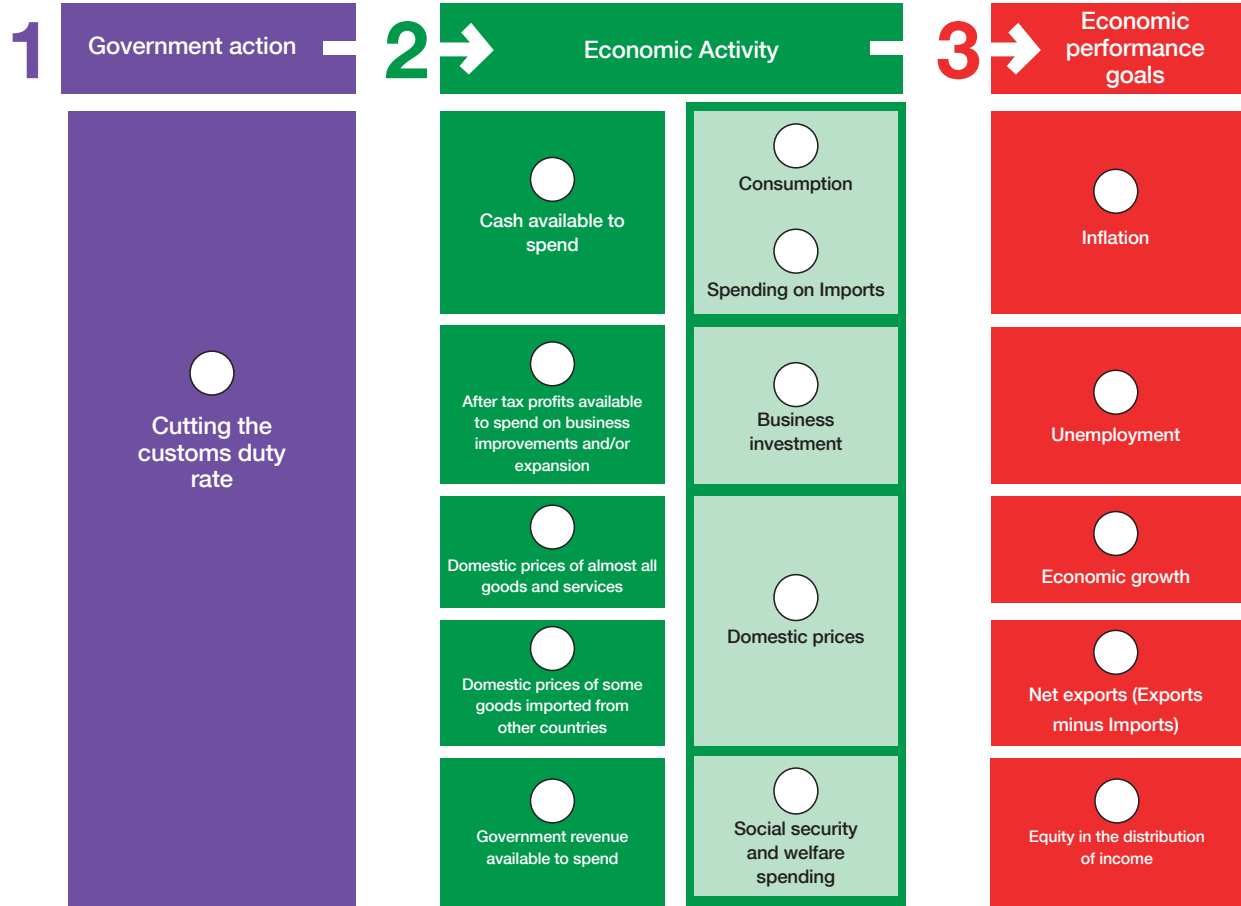 1
Government action
2
Economic Activity
3
Economic
performance
goals
Cutting the
customs duty
rate
Cash available to
spend
After tax profits available
to spend on business
improvements and/or
expansion
Domestic prices of almost all
goods and services
Domestic prices of some
goods imported from
other countries
Government revenue
available to spend
Consumption
Spending on Imports
Business
investment
Domestic prices
Social security
and welfare
spending
Inflation
Unemployment
Economic growth
Net exports (Exports
minus Imports)
Equity in the distribution
of income